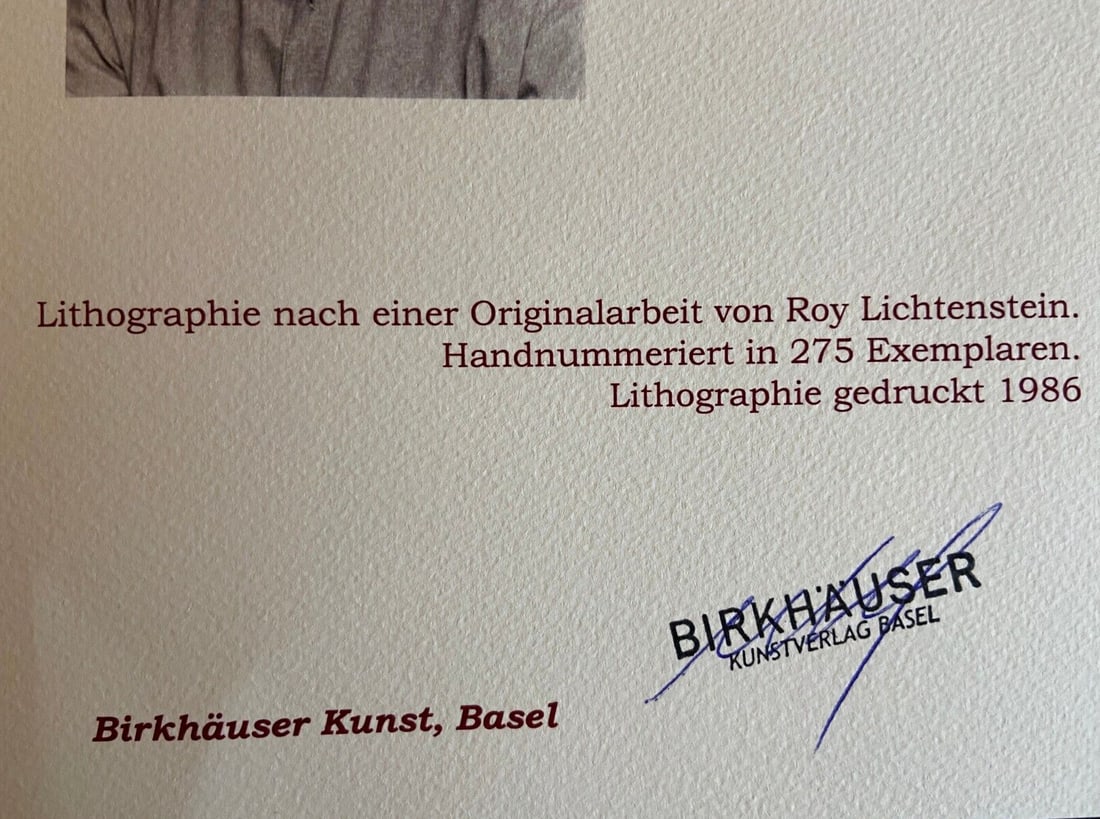 Lithographie nach einer Originalarbeit von Roy Lichtenstein.
Handnummeriert in 275 Exemplaren.
Lithographie gedruckt 1986
BIRKHÄUSER
KUNSTVERLAG BASEL
Birkhäuser Kunst, Basel